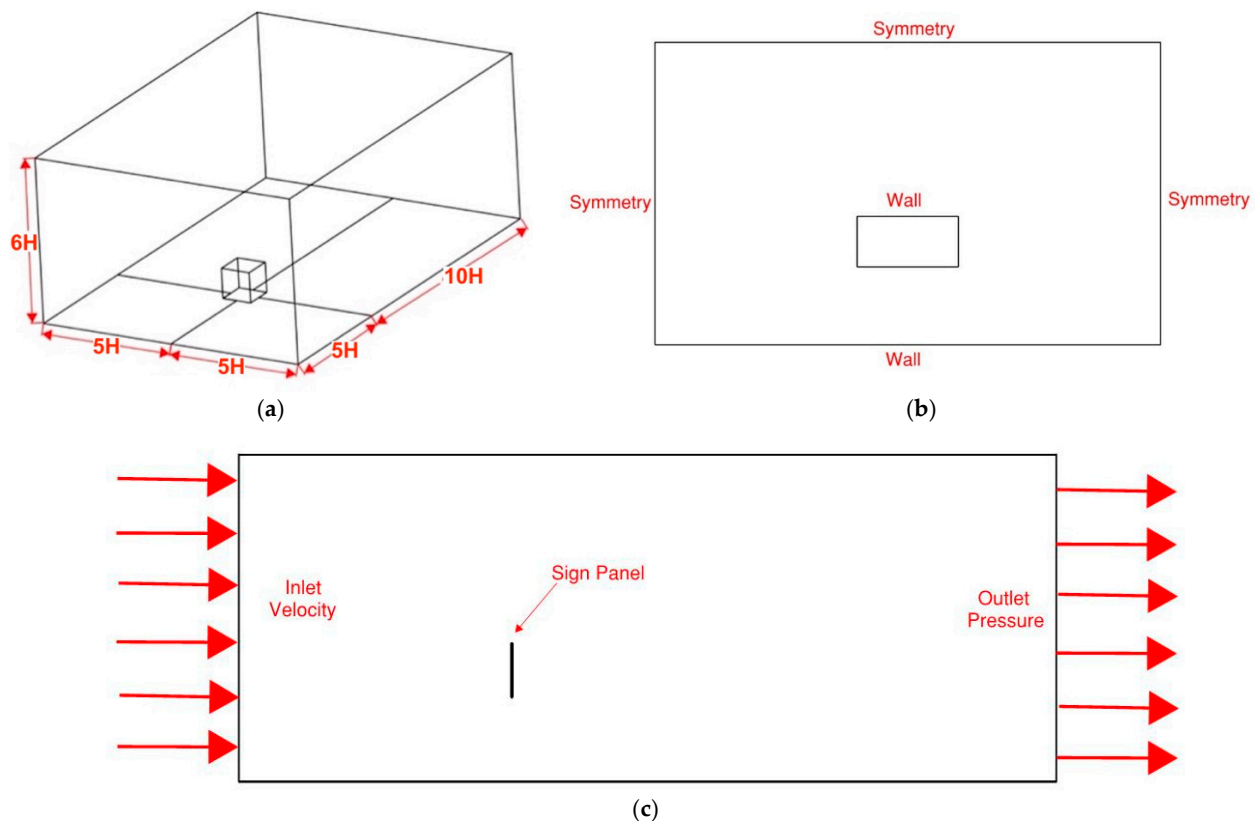 6H
5H
5H
5H
10H
(a)
Symmetry
Symmetry
Wall
Symmetry
Wall
(b)
Inlet
Velocity
Sign Panel
Outlet
Pressure
(c)